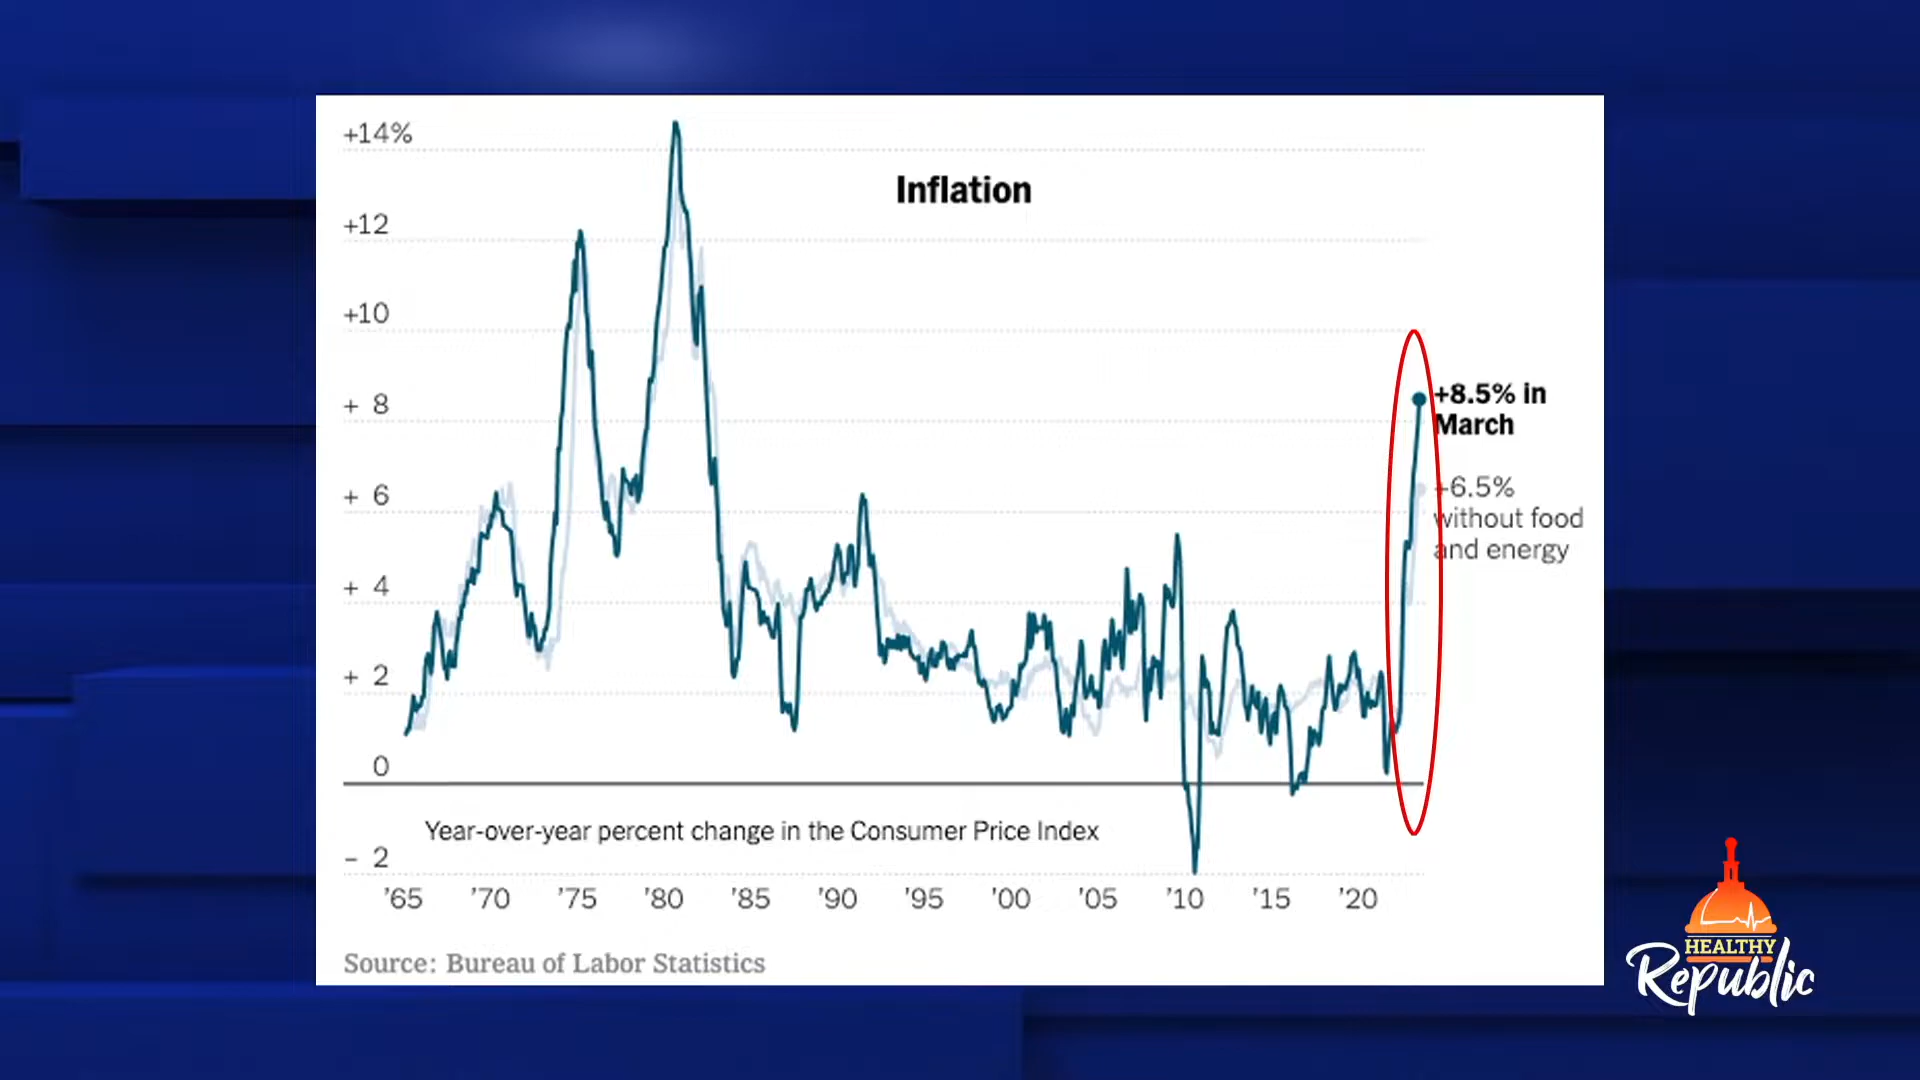 +14%
Inflation
+12
+10
+ 8
+8.5% in
March
+ 6
+6.5%
without food
and energy
+ 4
+ 2
0
Year-over-year percent change in the Consumer Price Index
– 2
’65 ’70 ’75 ’80 ’85 ’90 ’95 ’00 ’05 ’10 ’15 ’20
Source: Bureau of Labor Statistics
HEALTHY
Republic